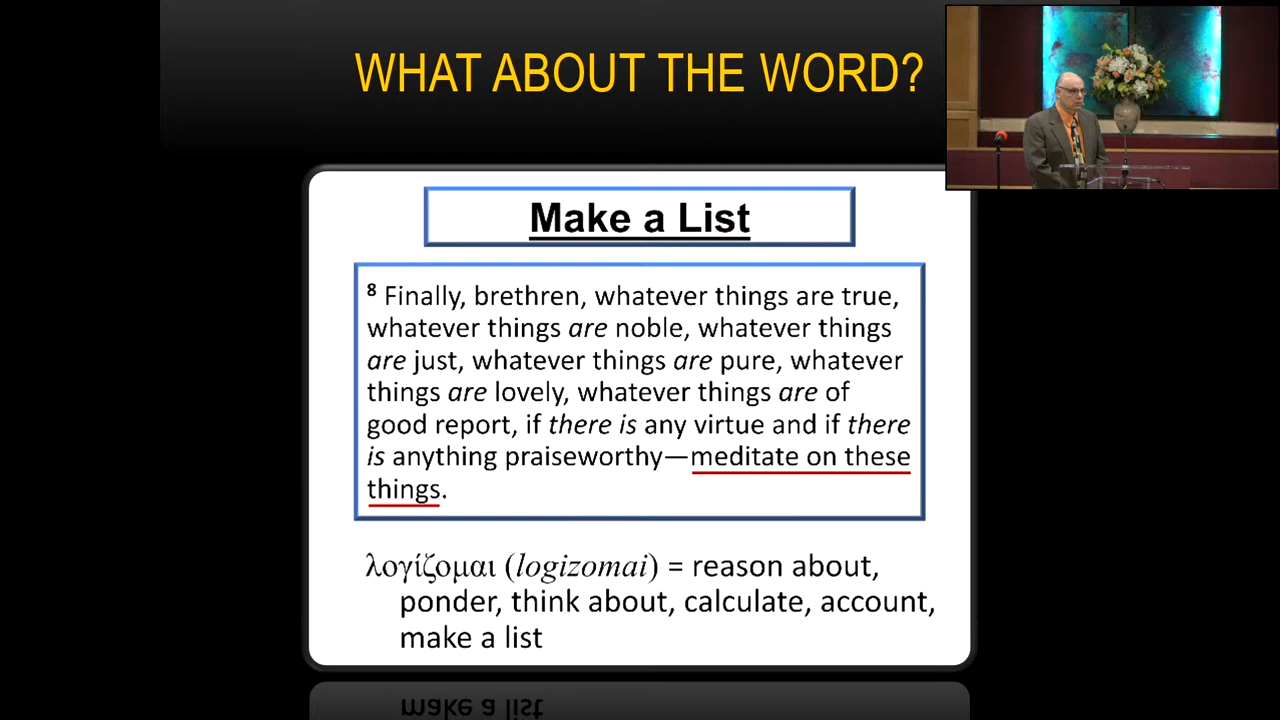 WHAT ABOUT THE WORD?
Make a List
⁸ Finally, brethren, whatever things are true,
whatever things are noble, whatever things
are just, whatever things are pure, whatever
things are lovely, whatever things are of
good report, if there is any virtue and if there
is anything praiseworthy—meditate on these
things.
λογίζομαι (logizomai) = reason about,
ponder, think about, calculate, account,
make a list